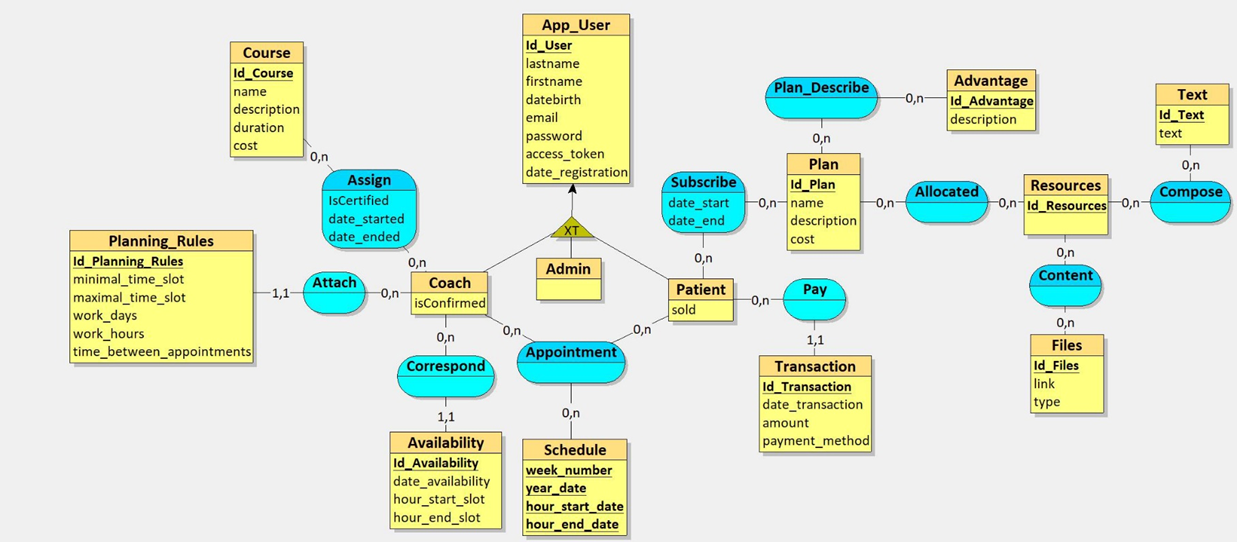 App_User
Id_User
lastname
firstname
datebirth
email
password
access_token
date_registration
Course
Id_Course
name
description
duration
cost
0,n
Assign
IsCertified
date_started
date_ended
0,n
Planning_Rules
Id_Planning_Rules
minimal_time_slot
maximal_time_slot
work_days
work_hours
time_between_appointments
1,1
Attach
0,n
Coach
isConfirmed
XT
Admin
Patient
sold
0,n
Correspond
1,1
Availability
Id_Availability
date_availability
hour_start_slot
hour_end_slot
0,n
Appointment
0,n
0,n
Schedule
week_number
year_date
hour_start_date
hour_end_date
0,n
Subscribe
date_start
date_end
0,n
0,n
Pay
1,1
Transaction
Id_Transaction
date_transaction
amount
payment_method
Plan_Describe
0,n
Advantage
Id_Advantage
description
0,n
Plan
Id_Plan
name
description
cost
0,n
Allocated
0,n
Resources
Id_Resources
0,n
Compose
0,n
Text
Id_Text
text
0,n
Content
0,n
Files
Id_Files
link
type